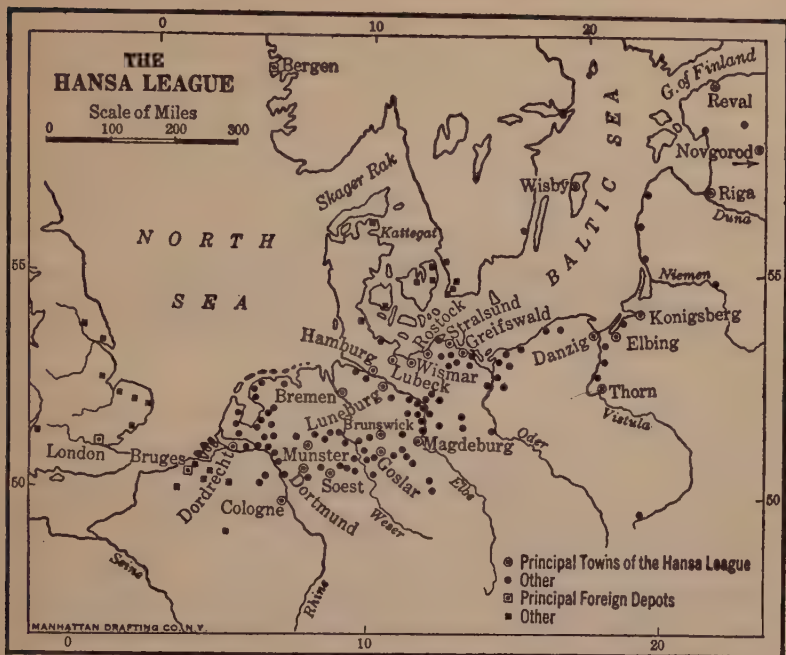 0
10
20
THE
HANSA LEAGUE
Scale of Miles
0 100 200 300
Bergen
G. of Finland
Reval
Novgorod
Riga
Duna
Wisby
BALTIC SEA
Skager Rak
Kattegat
NORTH
SEA
55
55
Niemen
Konigsberg
Elbing
Danzig
Thorn
Vistula
Rostock
Stralsund
Greifswald
Hamburg
Wismar
Lubeck
Bremen
Luneburg
Brunswick
Magdeburg
Oder
London
Bruges
Dordrecht
Munster
Soest
Goslar
Elbe
50
50
Cologne
Dortmund
Weser
Seine
Rhine
Principal Towns of the Hansa League
Other
Principal Foreign Depots
Other
MANHATTAN DRAFTING CO. N.Y.
0
10
20